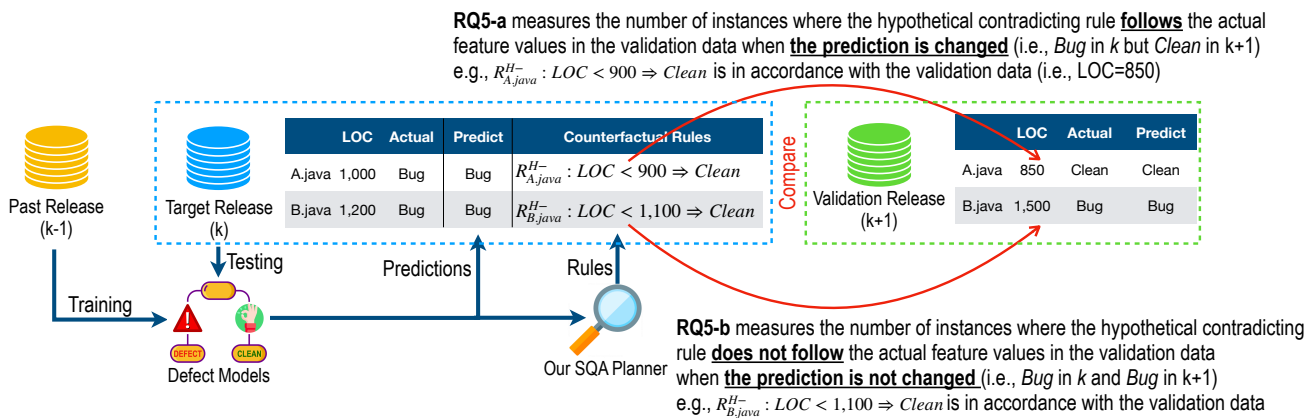 RQ5-a measures the number of instances where the hypothetical contradicting rule follows the actual
feature values in the validation data when the prediction is changed (i.e., Bug in k but Clean in k+1)
e.g., R^{H−}_{A.java} : LOC < 900 ⇒ Clean is in accordance with the validation data (i.e., LOC=850)
LOC Actual Predict Counterfactual Rules
A.java 1,000 Bug Bug R^{H−}_{A.java} : LOC < 900 ⇒ Clean
B.java 1,200 Bug Bug R^{H−}_{B.java} : LOC < 1,100 ⇒ Clean
Past Release
(k-1)
Target Release
(k)
Compare
Validation Release
(k+1)
LOC Actual Predict
A.java 850 Clean Clean
B.java 1,500 Bug Bug
Training
Testing
Predictions
Rules
DEFECT
CLEAN
Defect Models
Our SQA Planner
RQ5-b measures the number of instances where the hypothetical contradicting
rule does not follow the actual feature values in the validation data
when the prediction is not changed (i.e., Bug in k and Bug in k+1)
e.g., R^{H−}_{B.java} : LOC < 1,100 ⇒ Clean is in accordance with the validation data